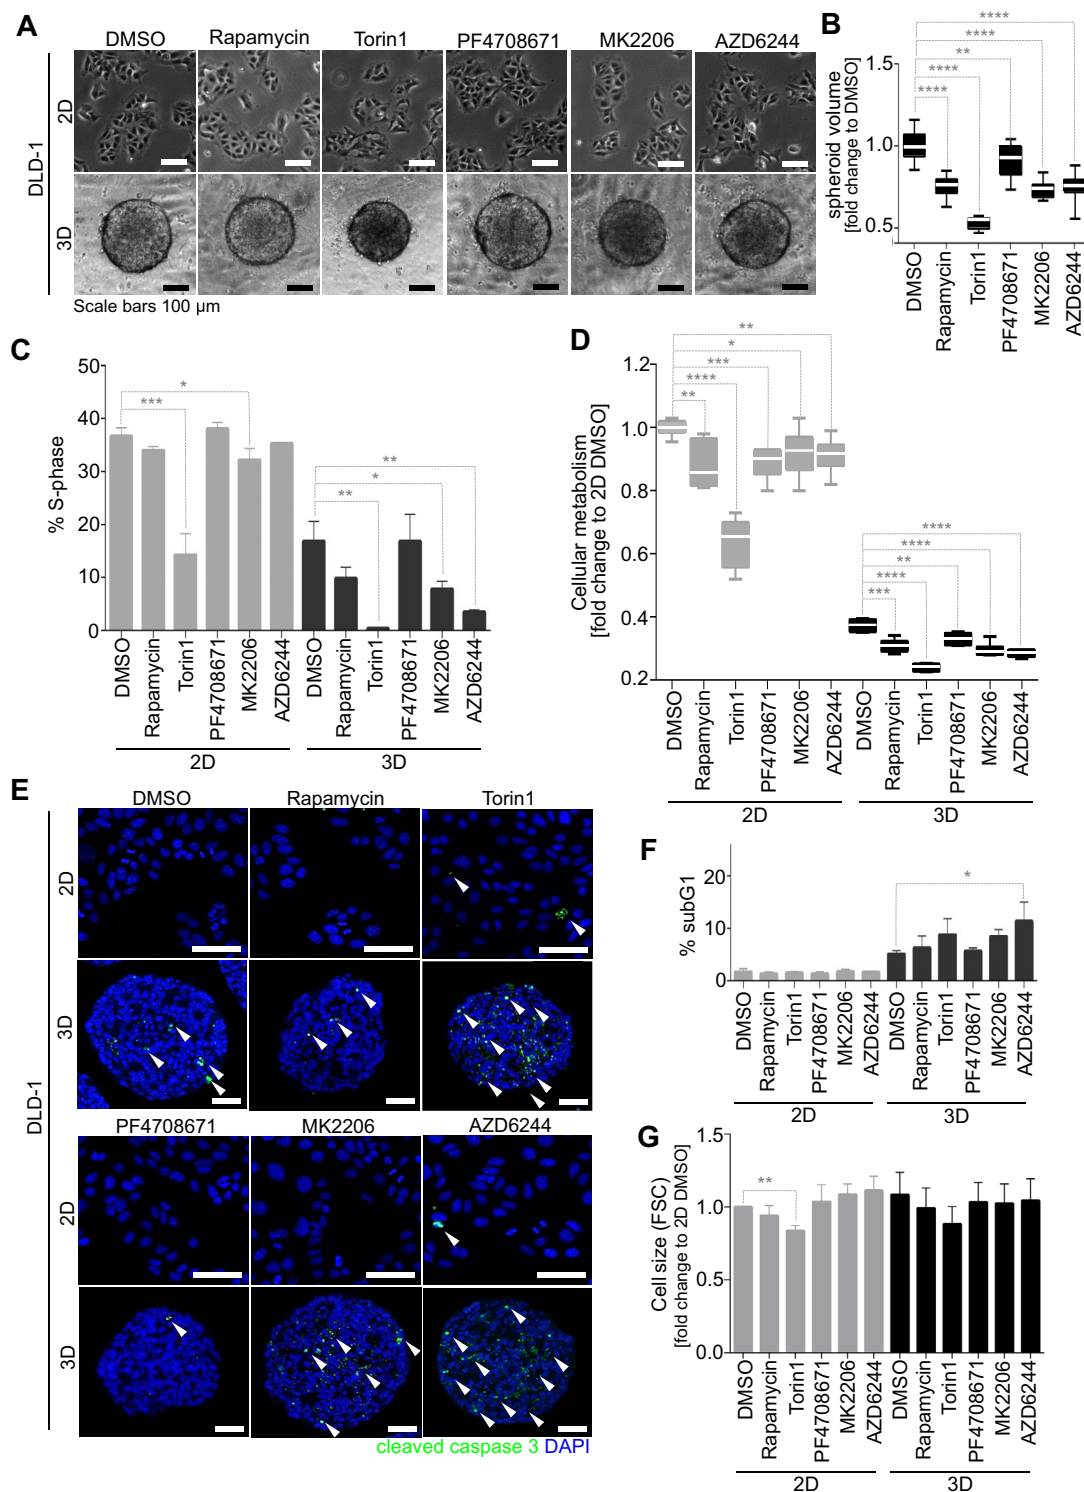 A
DMSO Rapamycin Torin1 PF4708671 MK2206 AZD6244
DLD-1
2D
3D
Scale bars 100 µm
B
spheroid volume
[fold change to DMSO]
1.5
1.0
0.5
****
****
**
****
****
DMSO
Rapamycin
Torin1
PF4708671
MK2206
AZD6244
C
% S-phase
50
40
30
20
10
0
*
***
**
*
**
DMSO
Rapamycin
Torin1
PF4708671
MK2206
AZD6244
DMSO
Rapamycin
Torin1
PF4708671
MK2206
AZD6244
2D 3D
D
Cellular metabolism
[fold change to 2D DMSO]
1.2
1.0
0.8
0.6
0.4
0.2
**
*
***
****
**
****
****
**
****
***
DMSO
Rapamycin
Torin1
PF4708671
MK2206
AZD6244
DMSO
Rapamycin
Torin1
PF4708671
MK2206
AZD6244
2D 3D
E
DMSO Rapamycin Torin1
DLD-1
2D
3D
PF4708671 MK2206 AZD6244
2D
3D
cleaved caspase 3 DAPI
F
% subG1
20
10
0
*
DMSO
Rapamycin
Torin1
PF4708671
MK2206
AZD6244
DMSO
Rapamycin
Torin1
PF4708671
MK2206
AZD6244
2D 3D
G
Cell size (FSC)
[fold change to 2D DMSO]
1.5
1.0
0.5
0.0
**
DMSO
Rapamycin
Torin1
PF4708671
MK2206
AZD6244
DMSO
Rapamycin
Torin1
PF4708671
MK2206
AZD6244
2D 3D